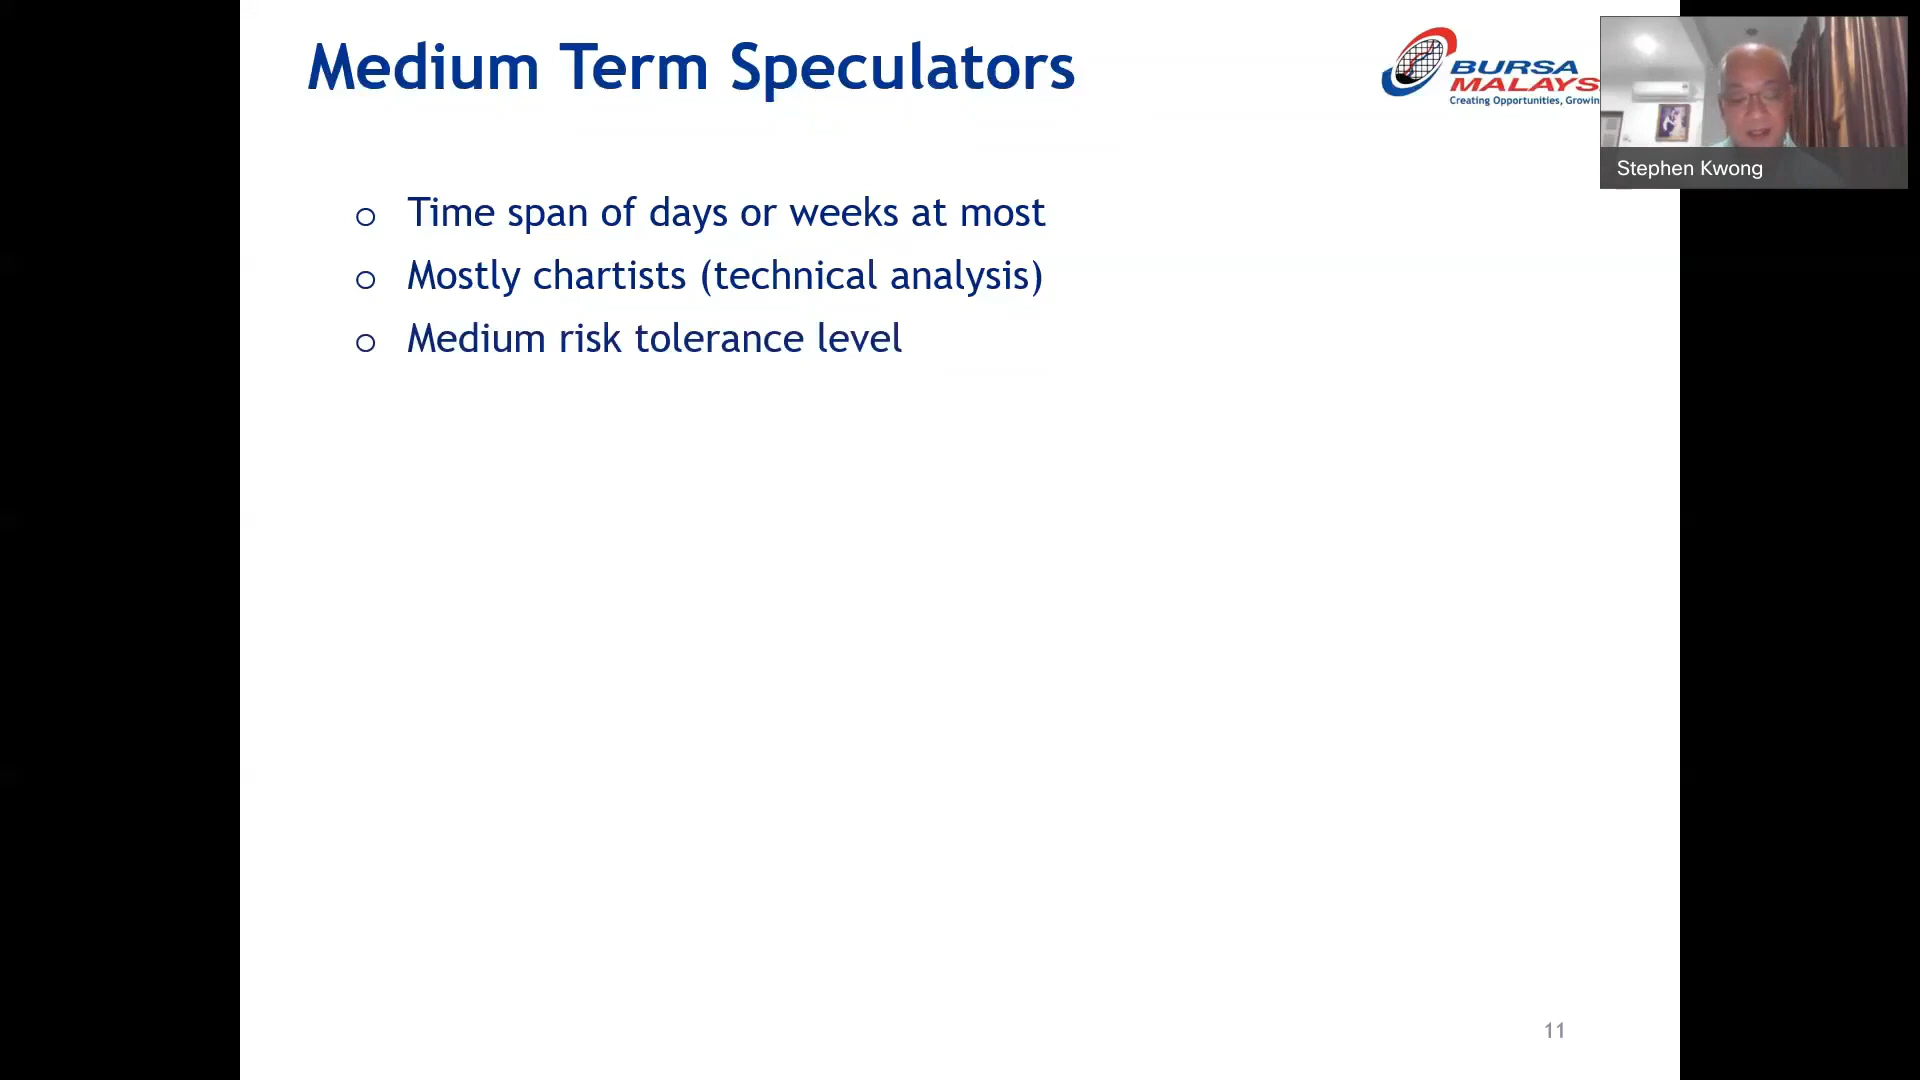 Medium Term Speculators
BURSA
MALAYS
Creating Opportunities, Growin
Stephen Kwong
o Time span of days or weeks at most
o Mostly chartists (technical analysis)
o Medium risk tolerance level
11